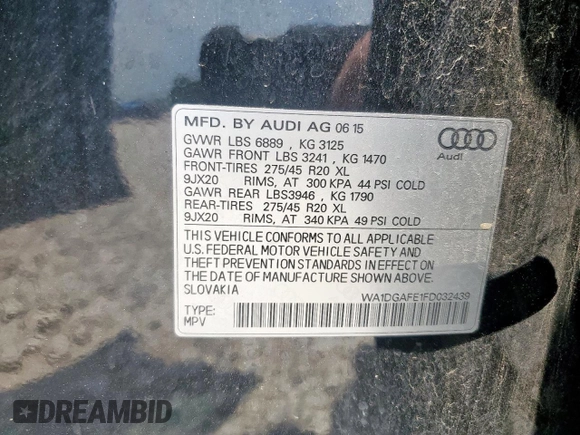 MFD. BY AUDI AG 06 15
GVWR LBS 6889 , KG 3125
GAWR FRONT LBS 3241 , KG 1470
FRONT-TIRES 275/45 R20 XL
9JX20 RIMS, AT 300 KPA 44 PSI COLD
GAWR REAR LBS3946 , KG 1790
REAR-TIRES 275/45 R20 XL
9JX20 RIMS, AT 340 KPA 49 PSI COLD
Audi
THIS VEHICLE CONFORMS TO ALL APPLICABLE
U.S. FEDERAL MOTOR VEHICLE SAFETY AND
THEFT PREVENTION STANDARDS IN EFFECT ON
THE DATE OF MANUFACTURE SHOWN ABOVE.
SLOVAKIA
WA1DGAFE1FD032439
TYPE:
MPV
DREAMBID